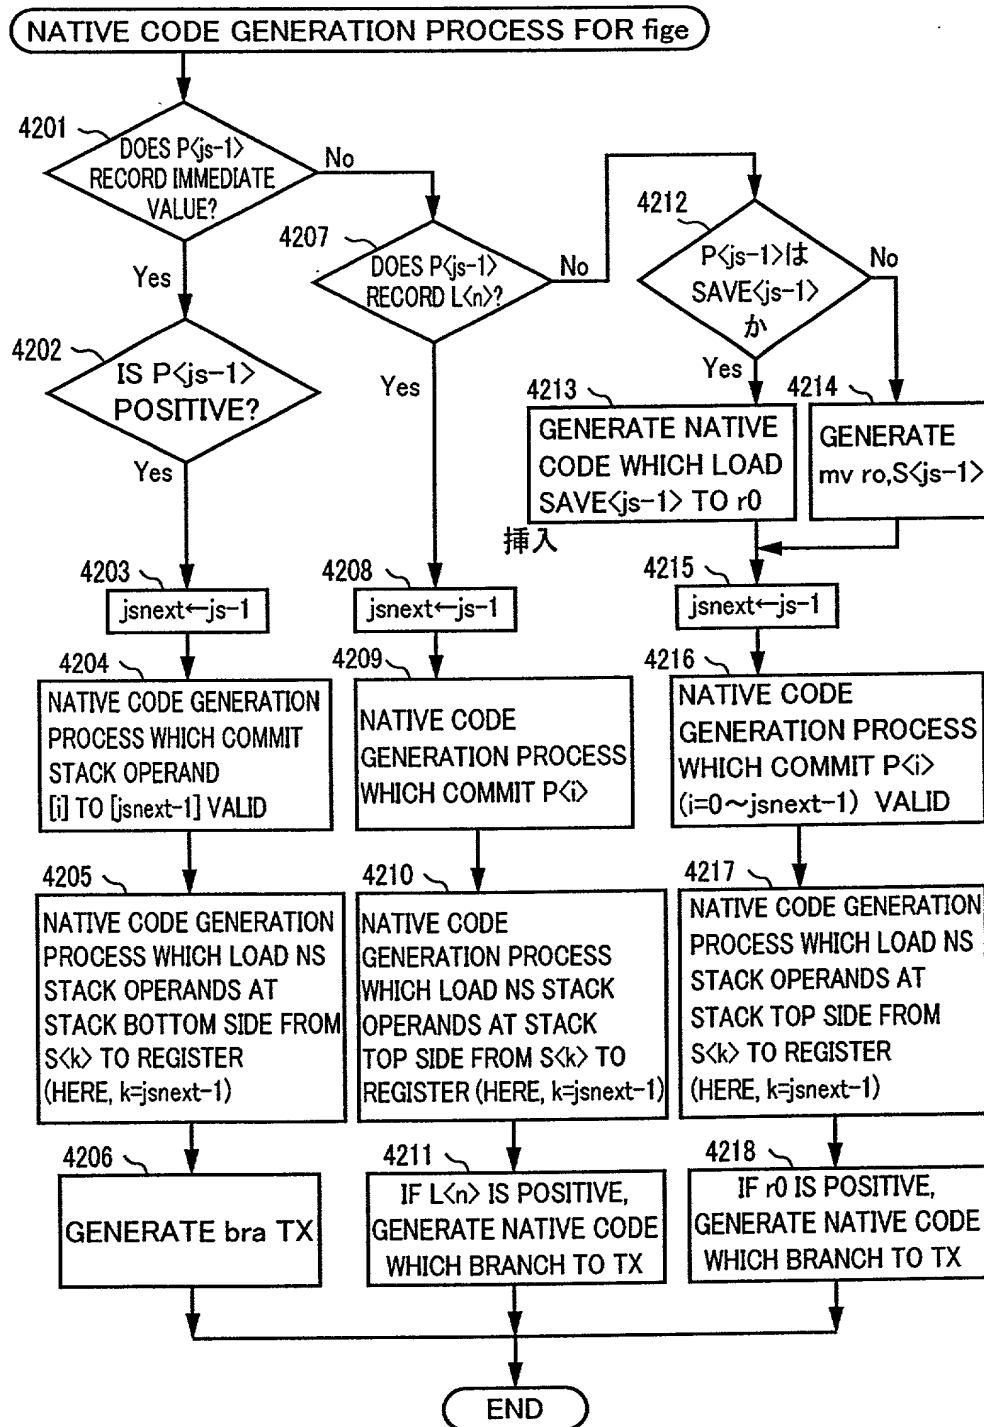 NATIVE CODE GENERATION PROCESS FOR fige
4201
DOES P<js-1>
RECORD IMMEDIATE
VALUE?
No
Yes
4202
IS P<js-1>
POSITIVE?
Yes
4203
jsnext←js-1
4204
NATIVE CODE GENERATION
PROCESS WHICH COMMIT
STACK OPERAND
[i] TO [jsnext-1] VALID
4205
NATIVE CODE GENERATION
PROCESS WHICH LOAD NS
STACK OPERANDS AT
STACK BOTTOM SIDE FROM
S<k> TO REGISTER
(HERE, k=jsnext-1)
4206
GENERATE bra TX
4207
DOES P<js-1>
RECORD L<n>?
No
Yes
4208
jsnext←js-1
4209
NATIVE CODE
GENERATION PROCESS
WHICH COMMIT P<i>
4210
NATIVE CODE
GENERATION PROCESS
WHICH LOAD NS STACK
OPERANDS AT STACK
TOP SIDE FROM S<k> TO
REGISTER (HERE, k=jsnext-1)
4211
IF L<n> IS POSITIVE,
GENERATE NATIVE CODE
WHICH BRANCH TO TX
4212
P<js-1>は
SAVE<js-1>
か
No
Yes
4213
GENERATE NATIVE
CODE WHICH LOAD
SAVE<js-1> TO r0
挿入
4214
GENERATE
mv ro,S<js-1>
4215
jsnext←js-1
4216
NATIVE CODE
GENERATION PROCESS
WHICH COMMIT P<i>
(i=0～jsnext-1) VALID
4217
NATIVE CODE GENERATION
PROCESS WHICH LOAD NS
STACK OPERANDS AT
STACK TOP SIDE FROM
S<k> TO REGISTER
(HERE, k=jsnext-1)
4218
IF r0 IS POSITIVE,
GENERATE NATIVE CODE
WHICH BRANCH TO TX
END